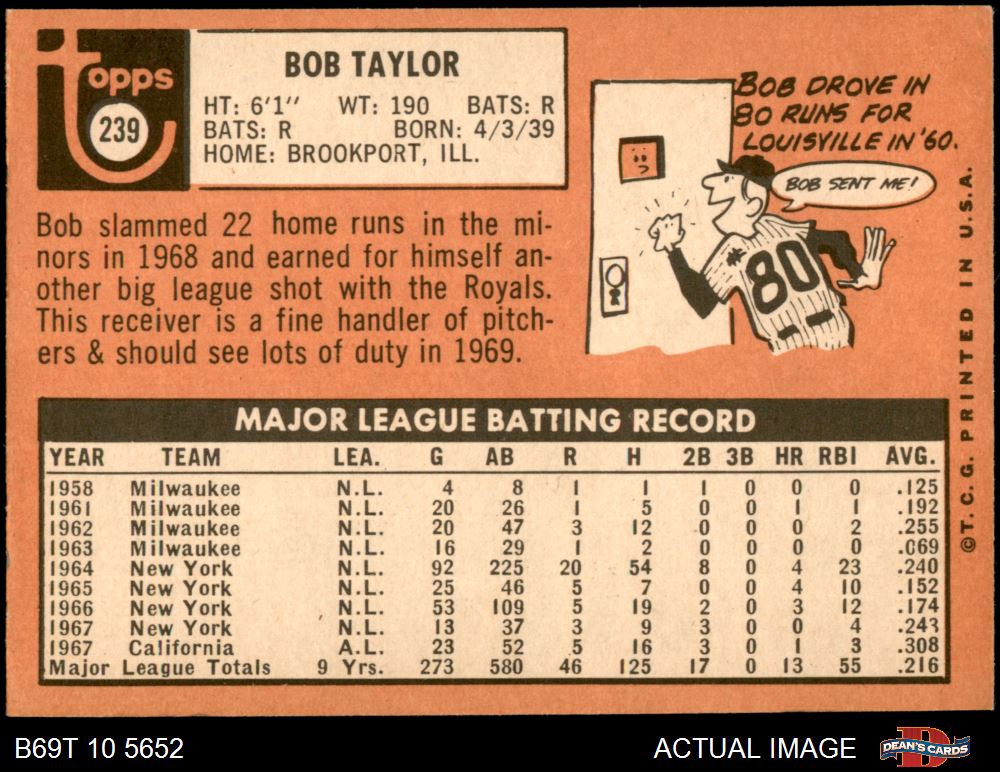 topps
239
BOB TAYLOR
HT: 6'1" WT: 190 BATS: R
BATS: R BORN: 4/3/39
HOME: BROOKPORT, ILL.
Bob slammed 22 home runs in the mi-
nors in 1968 and earned for himself an-
other big league shot with the Royals.
This receiver is a fine handler of pitch-
ers & should see lots of duty in 1969.
BOB DROVE IN
80 RUNS FOR
LOUISVILLE IN '60.
BOB SENT ME!
80
©T. C. G. PRINTED IN U.S.A.
MAJOR LEAGUE BATTING RECORD
YEAR TEAM LEA. G AB R H 2B 3B HR RBI AVG.
1958 Milwaukee N.L. 4 8 1 1 1 0 0 0 .125
1961 Milwaukee N.L. 20 26 1 5 0 0 1 1 .192
1962 Milwaukee N.L. 20 47 3 12 0 0 0 2 .255
1963 Milwaukee N.L. 16 29 1 2 0 0 0 0 .069
1964 New York N.L. 92 225 20 54 8 0 4 23 .240
1965 New York N.L. 25 46 5 7 0 0 4 10 .152
1966 New York N.L. 53 109 5 19 2 0 3 12 .174
1967 New York N.L. 13 37 3 9 3 0 0 4 .243
1967 California A.L. 23 52 5 16 3 0 1 3 .308
Major League Totals 9 Yrs. 273 580 46 125 17 0 13 55 .216
B69T 10 5652
ACTUAL IMAGE
DEAN'S CARDS